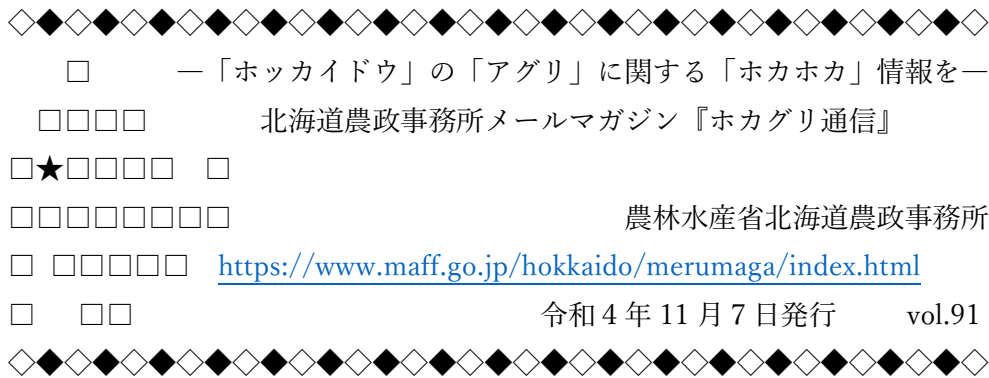 ◇◆◇◆◇◆◇◆◇◆◇◆◇◆◇◆◇◆◇◆◇◆◇◆◇◆◇◆◇◆◇◆◇◆◇
□　　―「ホッカイドウ」の「アグリ」に関する「ホカホカ」情報を―
□□□□　　北海道農政事務所メールマガジン『ホカグリ通信』
□★□□□□　□
□□□□□□□□　　農林水産省北海道農政事務所
□　□□□□□　https://www.maff.go.jp/hokkaido/merumaga/index.html
□　□□　　令和４年 11 月７日発行　　vol.91
◇◆◇◆◇◆◇◆◇◆◇◆◇◆◇◆◇◆◇◆◇◆◇◆◇◆◇◆◇◆◇◆◇◆◇